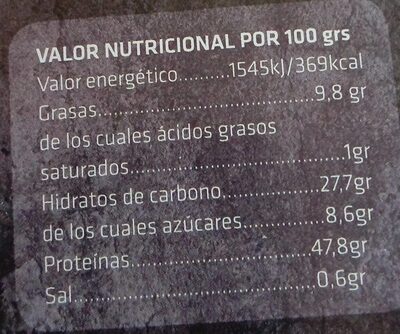 VALOR NUTRICIONAL POR 100 grs
Valor energético..........1545kJ/369kcal
Grasas.......................................9,8 gr
de los cuales ácidos grasos
saturados......................................1gr
Hidratos de carbono.................27,7gr
de los cuales azúcares...............8,6gr
Proteínas....................................47,8gr
Sal................................................0,6gr